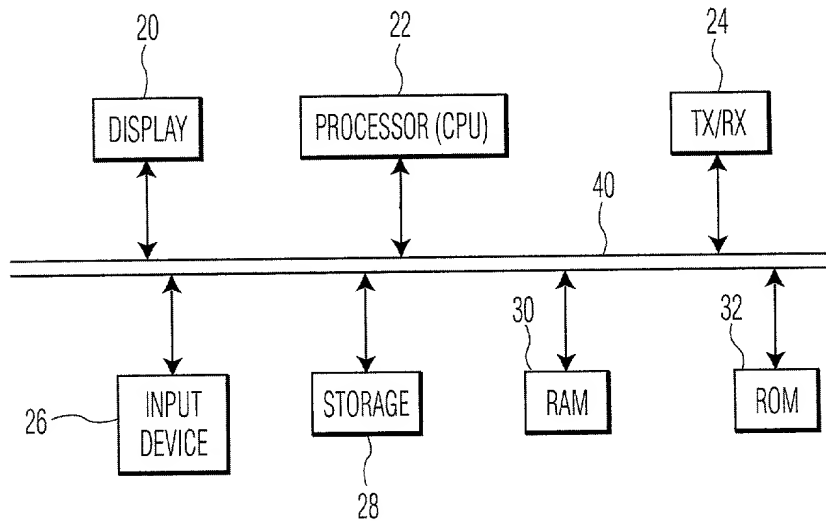 20
22
24
DISPLAY
PROCESSOR (CPU)
TX/RX
40
30
32
26
INPUT
DEVICE
STORAGE
RAM
ROM
28